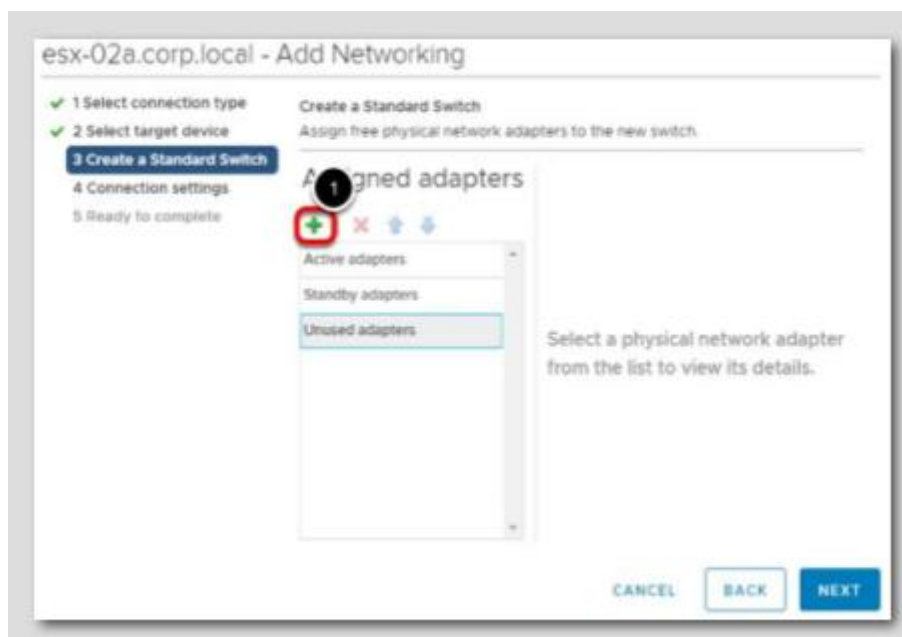 esx-02a.corp.local - Add Networking
1 Select connection type
2 Select target device
3 Create a Standard Switch
4 Connection settings
5 Ready to complete
Create a Standard Switch
Assign free physical network adapters to the new switch.
adapters
1
Active adapters
Standby adapters
Unused adapters
Select a physical network adapter
from the list to view its details.
CANCEL
BACK
NEXT